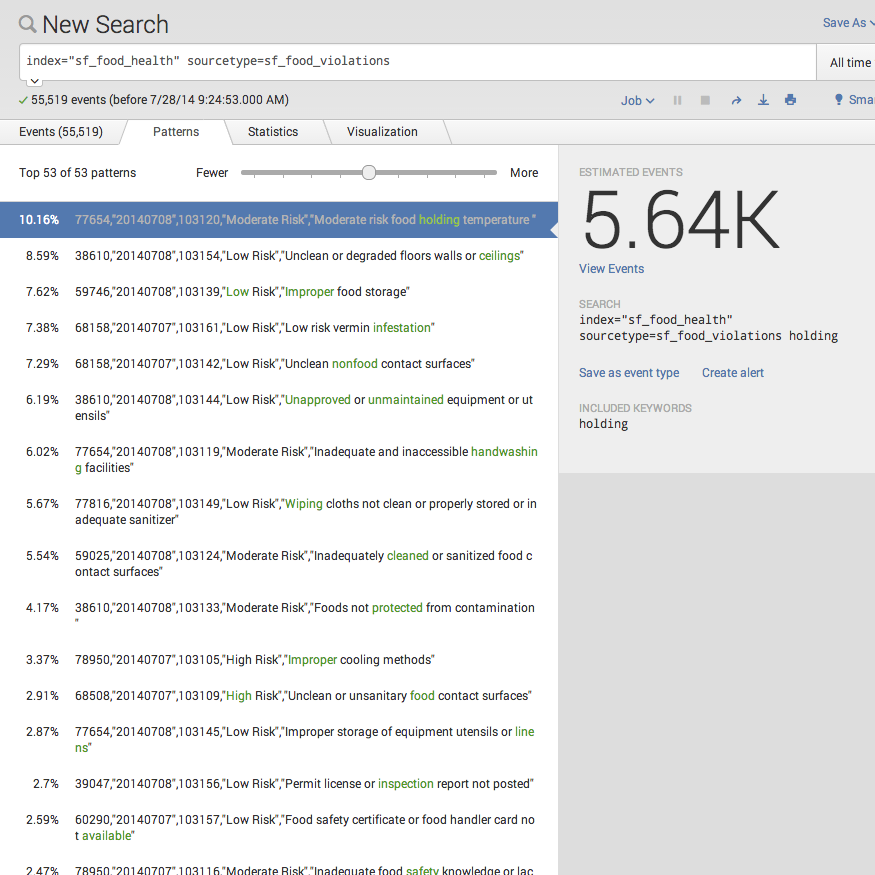 New Search
Save As
index="sf_food_health" sourcetype=sf_food_violations
All time
55,519 events (before 7/28/14 9:24:53.000 AM)
Job
Smar
Events (55,519)
Patterns
Statistics
Visualization
Top 53 of 53 patterns
Fewer
More
10.16% 77654,"20140708",103120,"Moderate Risk","Moderate risk food holding temperature "
8.59% 38610,"20140708",103154,"Low Risk","Unclean or degraded floors walls or ceilings"
7.62% 59746,"20140708",103139,"Low Risk","Improper food storage"
7.38% 68158,"20140707",103161,"Low Risk","Low risk vermin infestation"
7.29% 68158,"20140707",103142,"Low Risk","Unclean nonfood contact surfaces"
6.19% 38610,"20140708",103144,"Low Risk","Unapproved or unmaintained equipment or ut
ensils"
6.02% 77654,"20140708",103119,"Moderate Risk","Inadequate and inaccessible handwashin
g facilities"
5.67% 77816,"20140708",103149,"Low Risk","Wiping cloths not clean or properly stored or in
adequate sanitizer"
5.54% 59025,"20140708",103124,"Moderate Risk","Inadequately cleaned or sanitized food c
ontact surfaces"
4.17% 38610,"20140708",103133,"Moderate Risk","Foods not protected from contamination
"
3.37% 78950,"20140707",103105,"High Risk","Improper cooling methods"
2.91% 68508,"20140707",103109,"High Risk","Unclean or unsanitary food contact surfaces"
2.87% 77654,"20140708",103145,"Low Risk","Improper storage of equipment utensils or line
ns"
2.7% 39047,"20140708",103156,"Low Risk","Permit license or inspection report not posted"
2.59% 60290,"20140707",103157,"Low Risk","Food safety certificate or food handler card no
t available"
2.47% 78950,"20140707",103116,"Moderate Risk","Inadequate food safety knowledge or lac
ESTIMATED EVENTS
5.64K
View Events
SEARCH
index="sf_food_health"
sourcetype=sf_food_violations holding
Save as event type
Create alert
INCLUDED KEYWORDS
holding